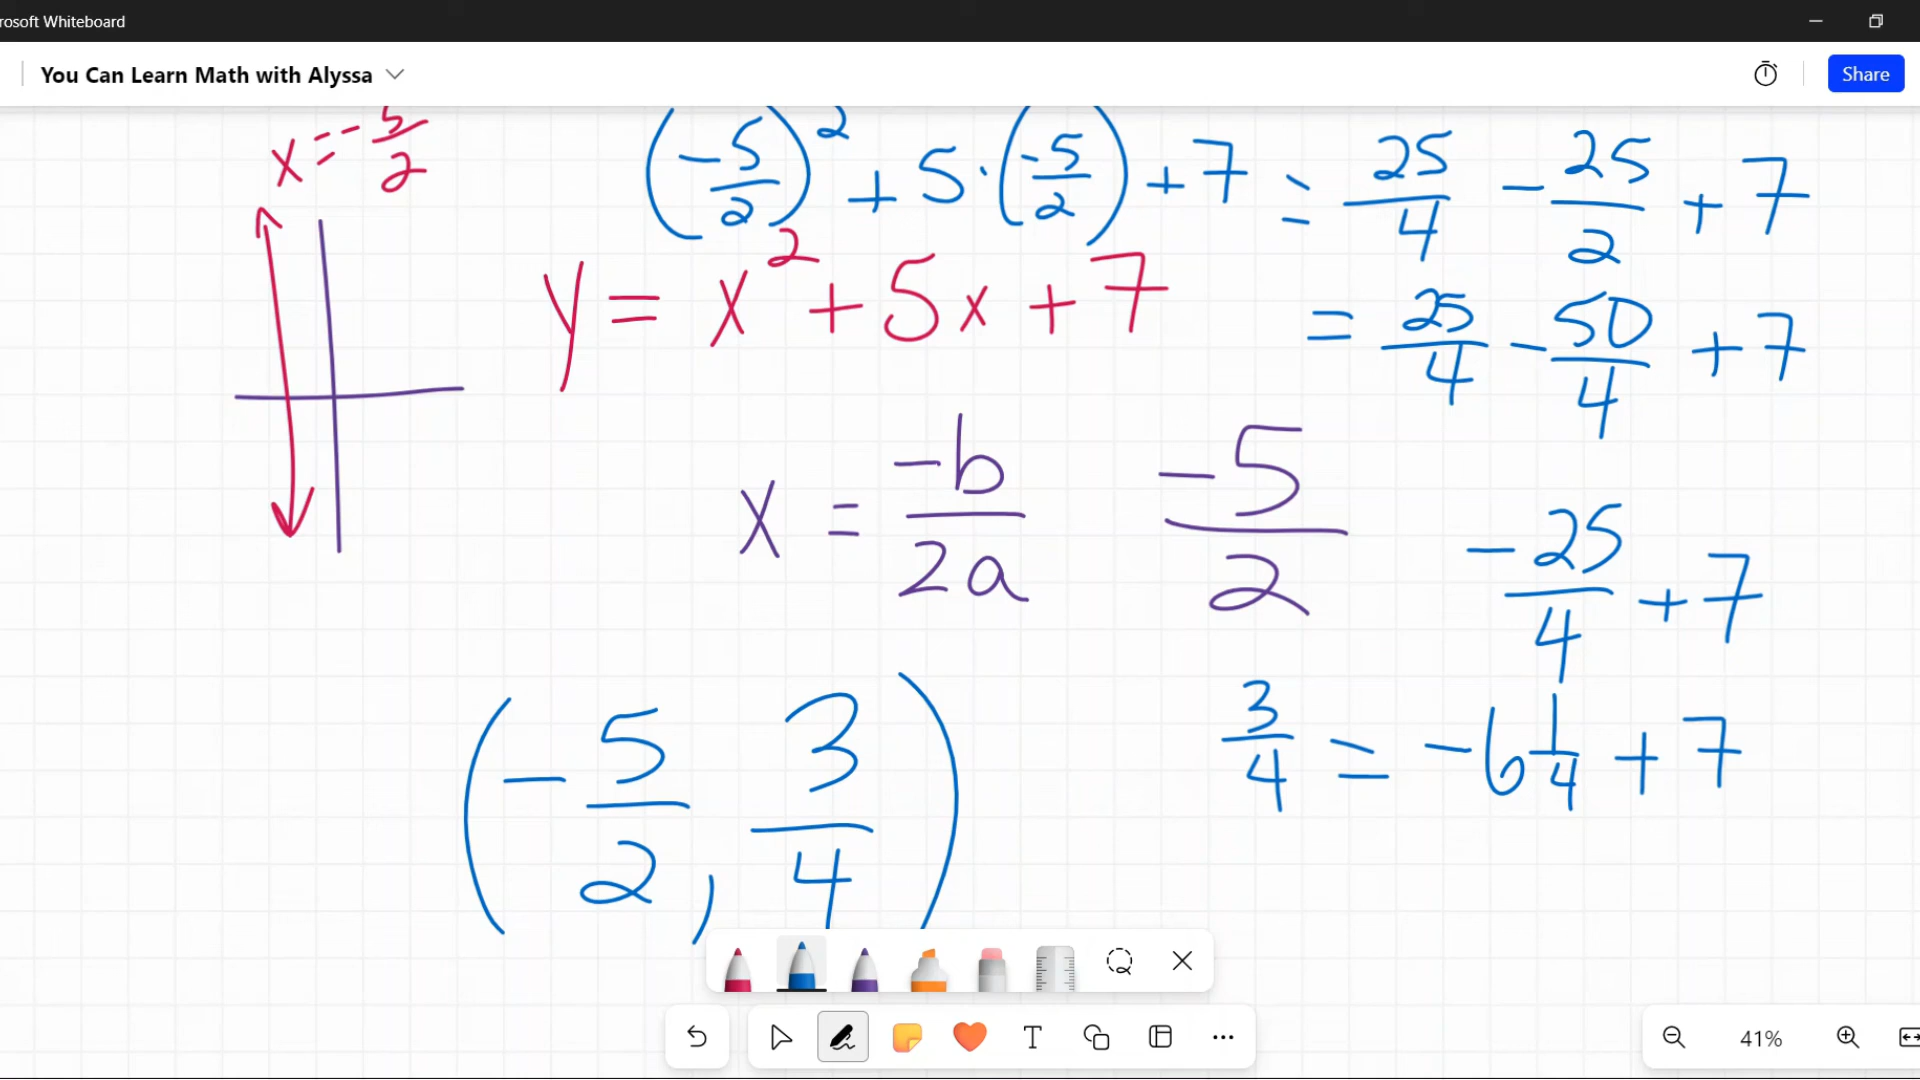 rosoft Whiteboard
You Can Learn Math with Alyssa
Share
x = -5/2
(-5/2)² + 5·(-5/2) + 7 = 25/4 - 25/2 + 7
y = x² + 5x + 7
= 25/4 - 50/4 + 7
x = -b/2a
-5/2
-25/4 + 7
3/4 = -6 1/4 + 7
(-5/2, 3/4)
41%